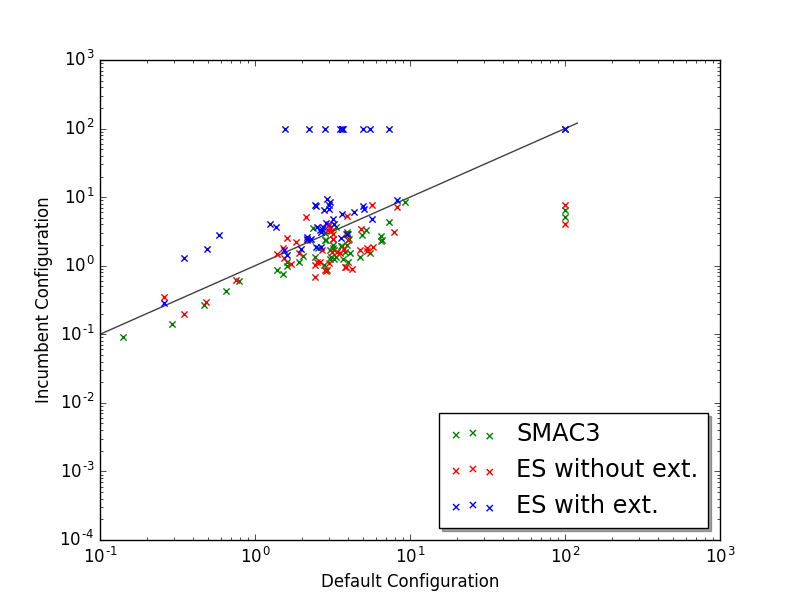 10^3
10^2
10^1
10^0
10^-1
10^-2
10^-3
10^-4
Incumbent Configuration
SMAC3
ES without ext.
ES with ext.
10^-1 10^0 10^1 10^2 10^3
Default Configuration